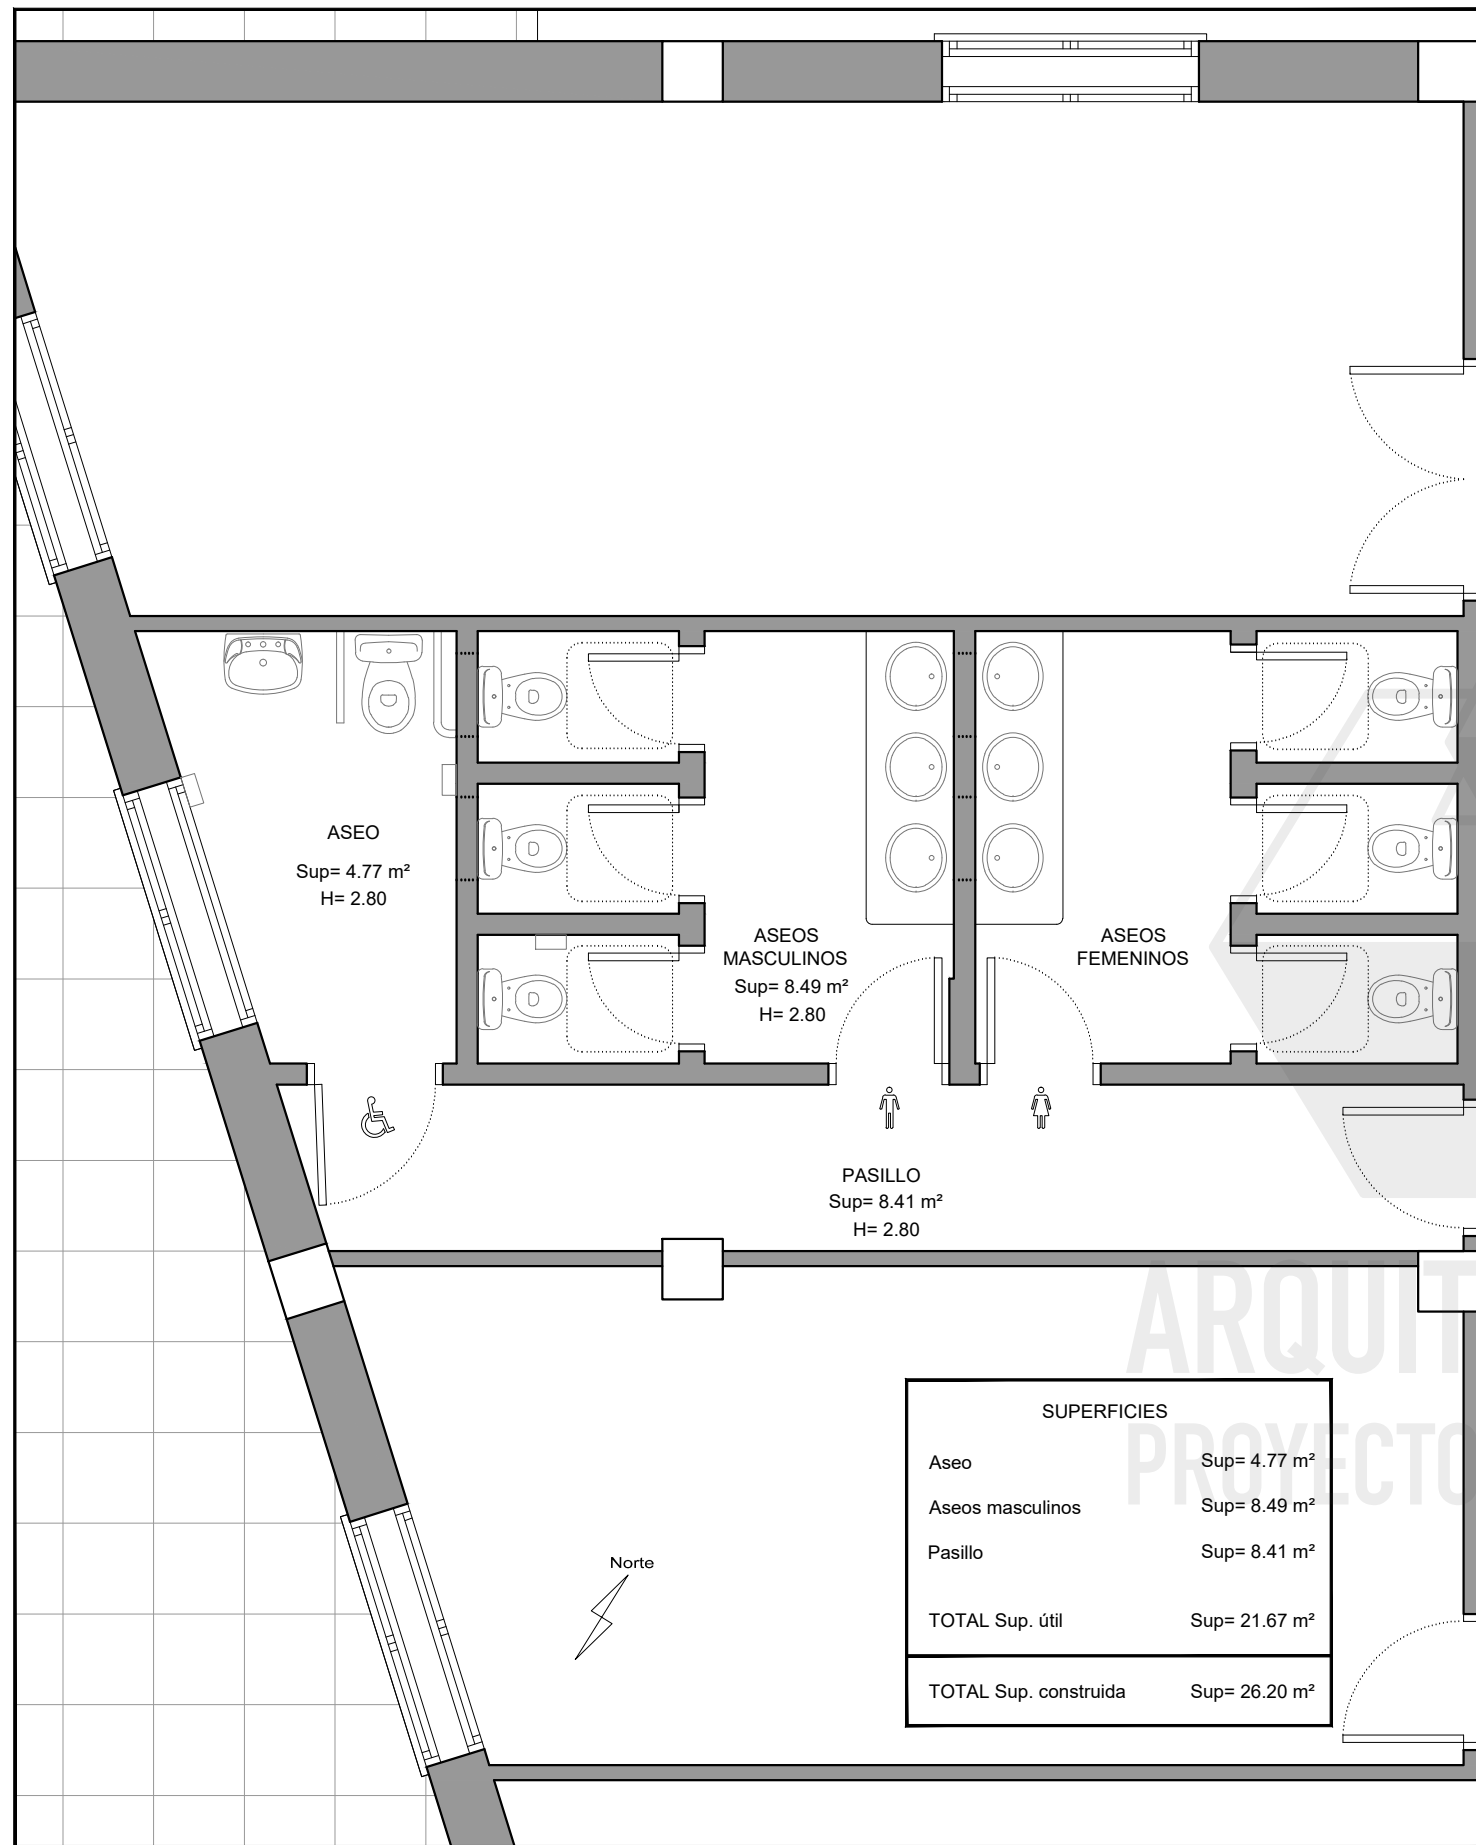 ASEO
Sup= 4.77 m²
H= 2.80
ASEOS
MASCULINOS
Sup= 8.49 m²
H= 2.80
ASEOS
FEMENINOS
PASILLO
Sup= 8.41 m²
H= 2.80
ARQUIT
PROYECTO
SUPERFICIES
Aseo Sup= 4.77 m²
Aseos masculinos Sup= 8.49 m²
Pasillo Sup= 8.41 m²
TOTAL Sup. útil Sup= 21.67 m²
TOTAL Sup. construida Sup= 26.20 m²
Norte